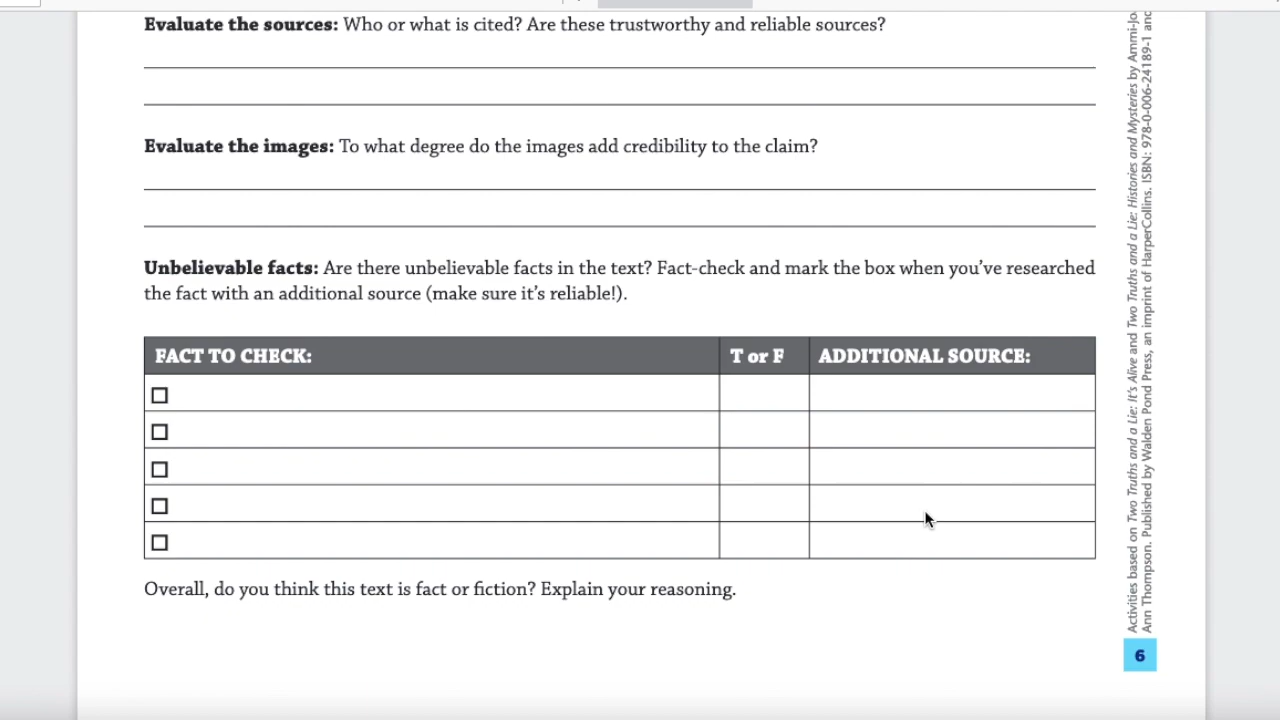 Evaluate the sources: Who or what is cited? Are these trustworthy and reliable sources?
Evaluate the images: To what degree do the images add credibility to the claim?
Unbelievable facts: Are there unbelievable facts in the text? Fact-check and mark the box when you’ve researched
the fact with an additional source (make sure it’s reliable!).
FACT TO CHECK: T or F ADDITIONAL SOURCE:
Overall, do you think this text is fact or fiction? Explain your reasoning.
Activities based on Two Truths and a Lie: It's Alive and Two Truths and a Lie: Histories and Mysteries by
Ann Thompson. Published by Walden Pond Press, an imprint of HarperCollins. ISBN: 978-0-006-24189-1
6